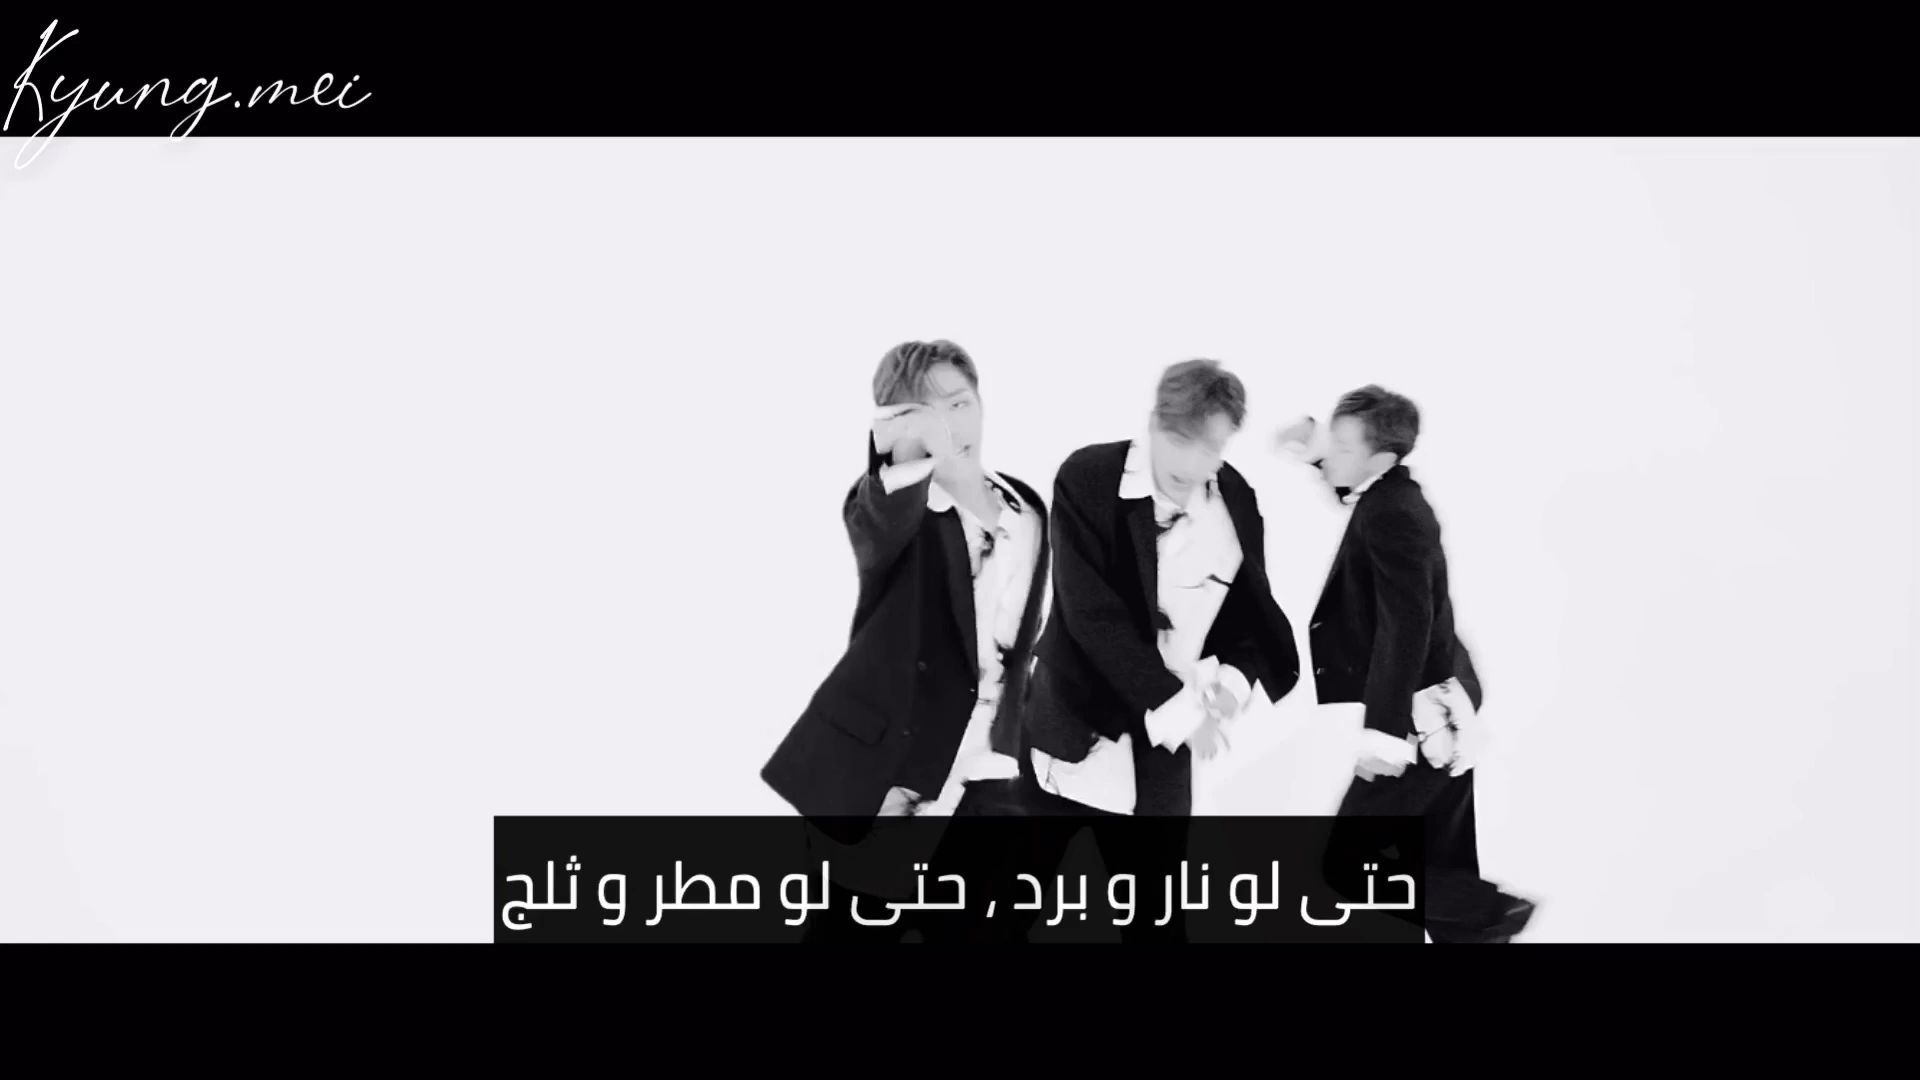 Kyung.mei
حتى لو نار و برد , حتى لو مطر و ثلج